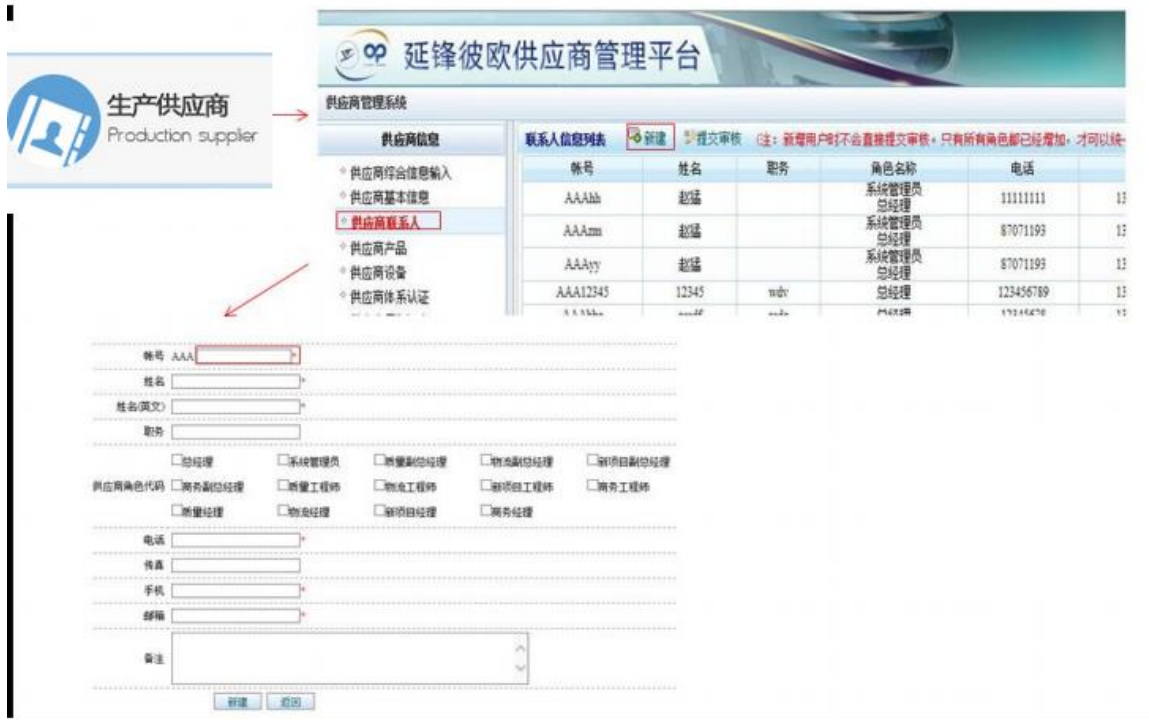 延锋彼欧供应商管理平台
生产供应商
Production supplier
供应商管理系统
供应商信息
供应商综合信息输入
供应商基本信息
供应商联系人
供应商产品
供应商设备
供应商体系认证
联系人信息列表 新建 提交审核 (注：新增用户时不会直接提交审核，只有所有角色都已经增加，才可以统一
帐号 姓名 职务 角色名称 电话
AAAhh 赵猛 系统管理员 总经理 11111111 13
AAAzm 赵猛 系统管理员 总经理 87071193 13
AAAyy 赵猛 系统管理员 总经理 87071193 13
AAA12345 12345 wdv 总经理 123456789 13
帐号 AAA *
姓名 *
姓名(英文) *
职务
□总经理 □系统管理员 □质量副总经理 □物流副总经理 □新项目副总经理
供应商角色代码 □商务副总经理 □质量工程师 □物流工程师 □新项目工程师 □商务工程师
□质量经理 □物流经理 □新项目经理 □商务经理
电话 *
传真
手机 *
邮箱 *
备注
新建 返回